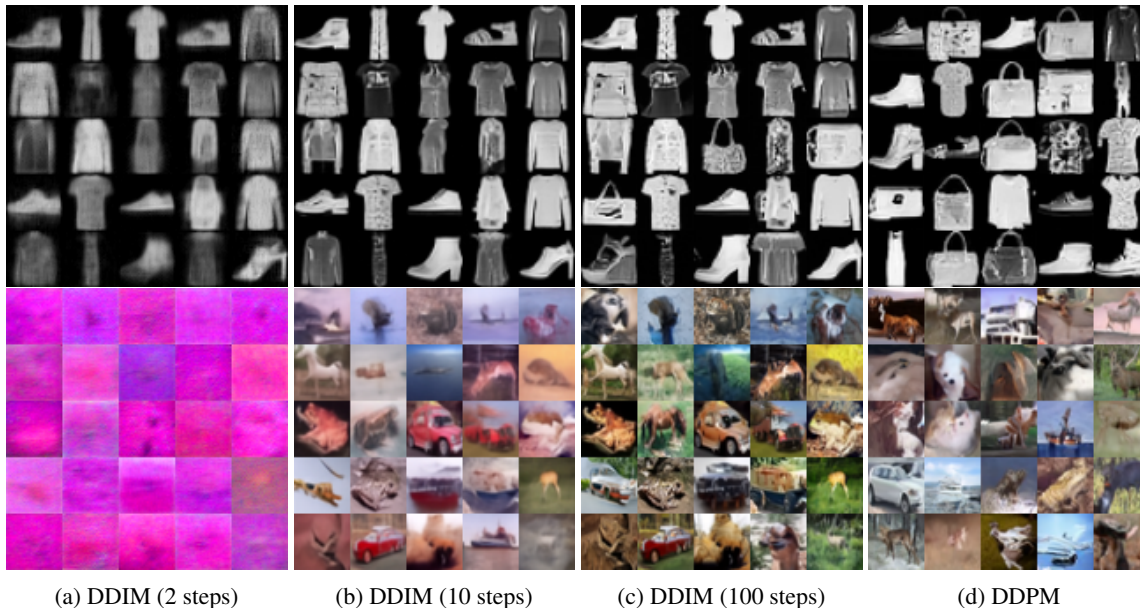 (a) DDIM (2 steps)
(b) DDIM (10 steps)
(c) DDIM (100 steps)
(d) DDPM